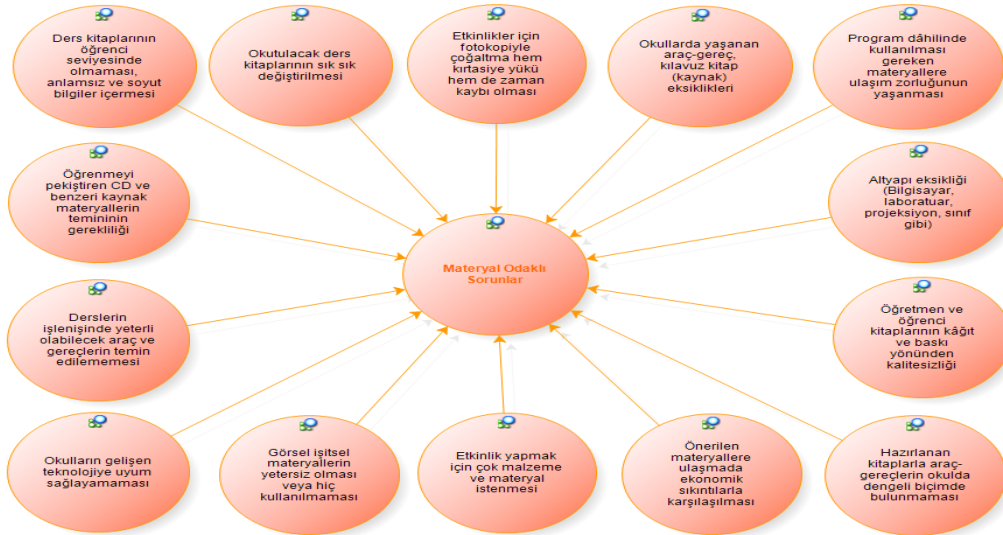 Ders kitaplarının
öğrenci
seviyesinde
olmaması,
anlamsız ve soyut
bilgiler içermesi
Okutulacak ders
kitaplarının sık sık
değiştirilmesi
Etkinlikler için
fotokopiyle
çoğaltma hem
kırtasiye yükü
hem de zaman
kaybı olması
Okullarda yaşanan
araç-gereç,
kılavuz kitap
(kaynak)
eksiklikleri
Program dâhilinde
kullanılması
gereken
materyallere
ulaşım zorluğunun
yaşanması
Öğrenmeyi
pekiştiren CD ve
benzeri kaynak
materyallerin
temininin
gerekliliği
Altyapı eksikliği
(Bilgisayar,
laboratuar,
projeksiyon, sınıf
gibi)
Materyal Odaklı
Sorunlar
Derslerin
işlenişinde yeterli
olabilecek araç ve
gereçlerin temin
edilememesi
Öğretmen ve
öğrenci
kitaplarının kâğıt
ve baskı
yönünden
kalitesizliği
Okulların gelişen
teknolojiye uyum
sağlayamaması
Görsel işitsel
materyallerin
yetersiz olması
veya hiç
kullanılmaması
Etkinlik yapmak
için çok malzeme
ve materyal
istenmesi
Önerilen
materyallere
ulaşmada
ekonomik
sıkıntılarla
karşılaşılması
Hazırlanan
kitaplarla araç-
gereçlerin okulda
dengeli biçimde
bulunmaması